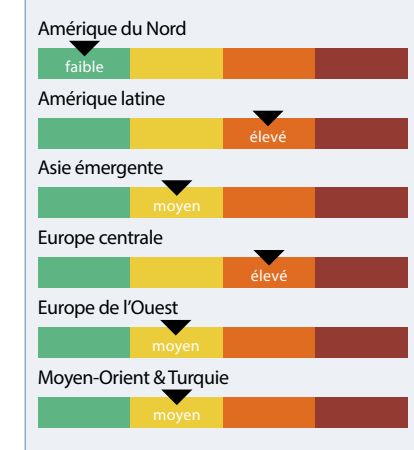 Amérique du Nord
faible
Amérique latine
élevé
Asie émergente
moyen
Europe centrale
élevé
Europe de l'Ouest
moyen
Moyen-Orient & Turquie
moyen